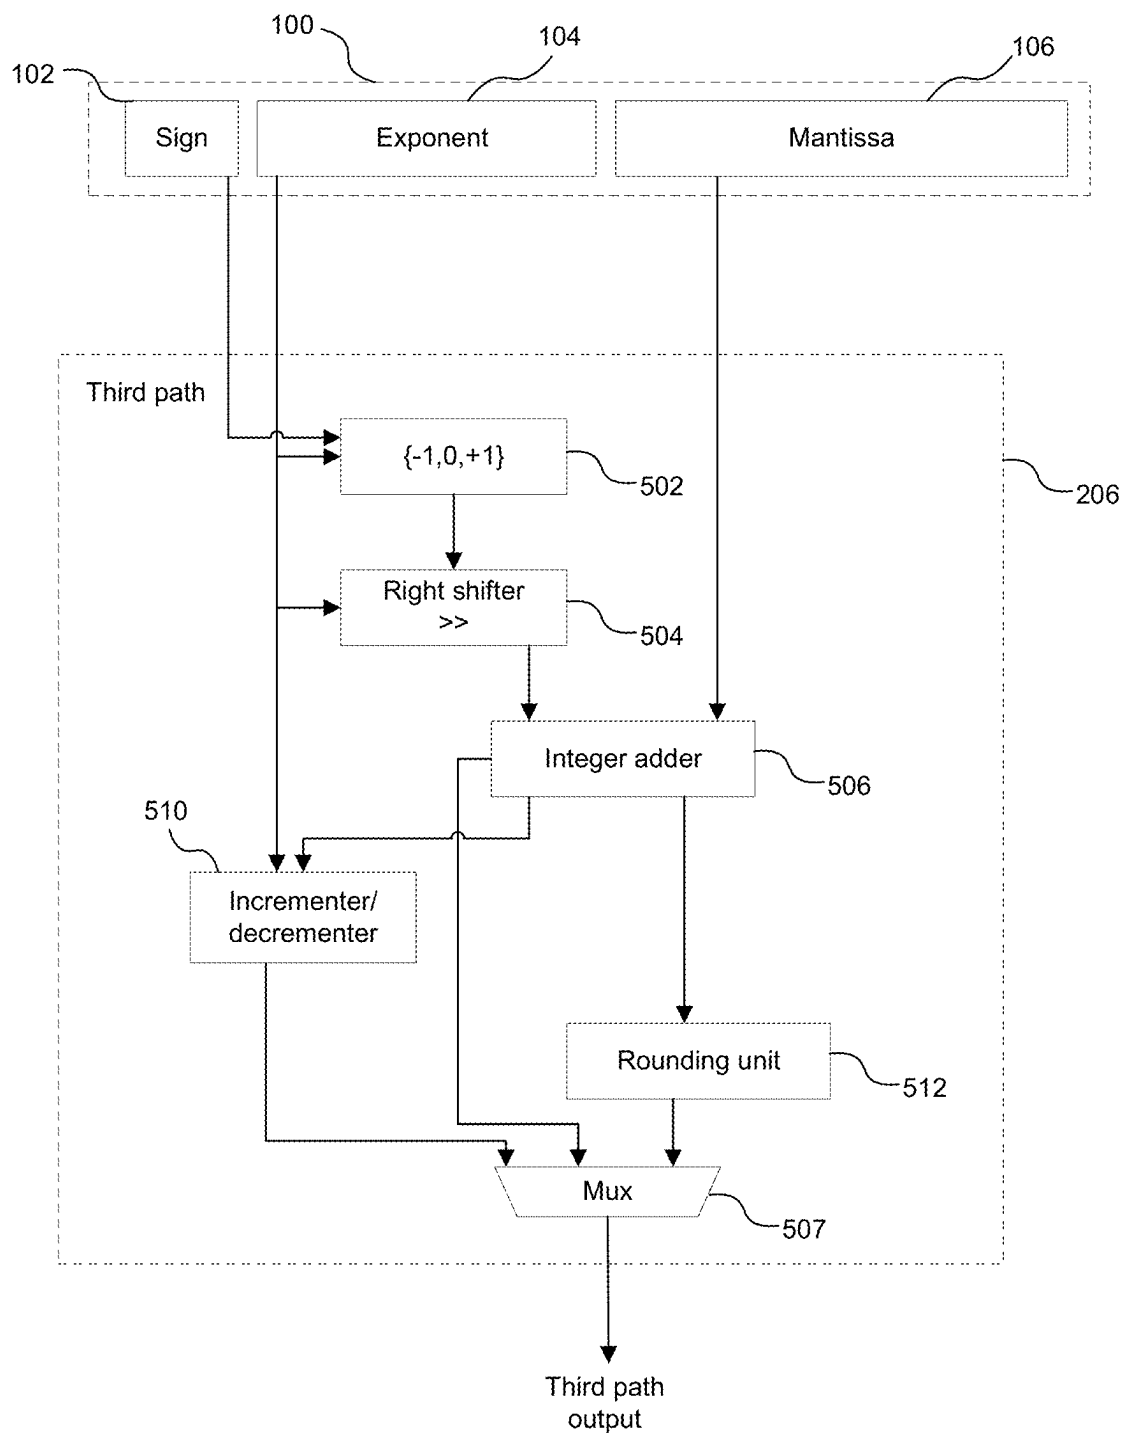 100
104
106
102
Sign
Exponent
Mantissa
Third path
{-1,0,+1}
502
206
Right shifter
>>
504
Integer adder
506
510
Incrementer/
decrementer
Rounding unit
512
Mux
507
Third path
output